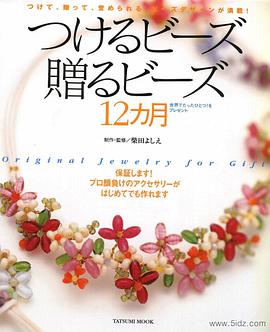 つけて、贈って、誉められる ビーズデザインが満載！
つけるビーズ
贈るビーズ
12カ月
世界でたったひとつ!を
プレゼント
制作・監修/柴田よしえ
Original Jewelry for Gift
保証します!
プロ顔負けのアクセサリーが
はじめてでも作れます
TATSUMI MOOK
www.5idz.com